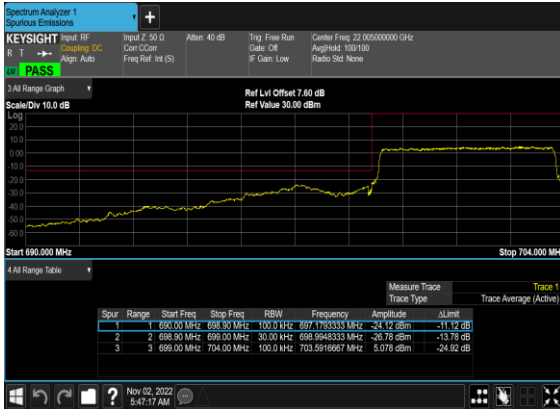 Spectrum Analyzer 1
Spurious Emissions
+
KEYSIGHT Input: RF Input Z: 50 Ω Atten: 40 dB Trig: Free Run Center Freq: 22.005000000 GHz
R T Coupling: DC Corr CCorr Gate: Off Avg|Hold: 100/100
Align: Auto Freq Ref: Int (S) IF Gain: Low Radio Std: None
PASS
3 All Range Graph
Ref Lvl Offset 7.60 dB
Scale/Div 10.0 dB Ref Value 30.00 dBm
Log
20.0
10.0
0.00
-10.0
-20.0
-30.0
-40.0
-50.0
-60.0
Start 690.000 MHz Stop 704.000 MH
4 All Range Table
Measure Trace Trace 1
Trace Type Trace Average (Active)
Spur Range Start Freq Stop Freq RBW Frequency Amplitude ΔLimit
1 1 690.00 MHz 698.90 MHz 100.0 kHz 697.1793333 MHz -24.12 dBm -11.12 dB
2 2 698.90 MHz 699.00 MHz 30.00 kHz 698.9948333 MHz -26.78 dBm -13.78 dB
3 3 699.00 MHz 704.00 MHz 100.0 kHz 703.5916667 MHz 5.078 dBm -24.92 dB
? Nov 02, 2022
5:47:17 AM